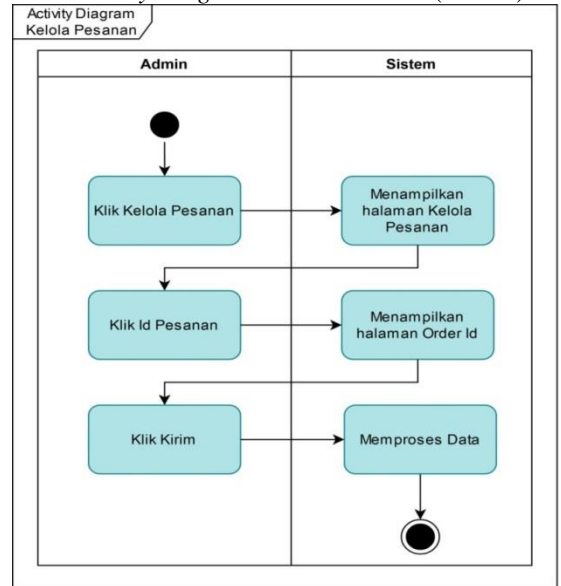 Activity Diagram
Kelola Pesanan
Admin
Sistem
Klik Kelola Pesanan
Menampilkan
halaman Kelola
Pesanan
Klik Id Pesanan
Menampilkan
halaman Order Id
Klik Kirim
Memproses Data